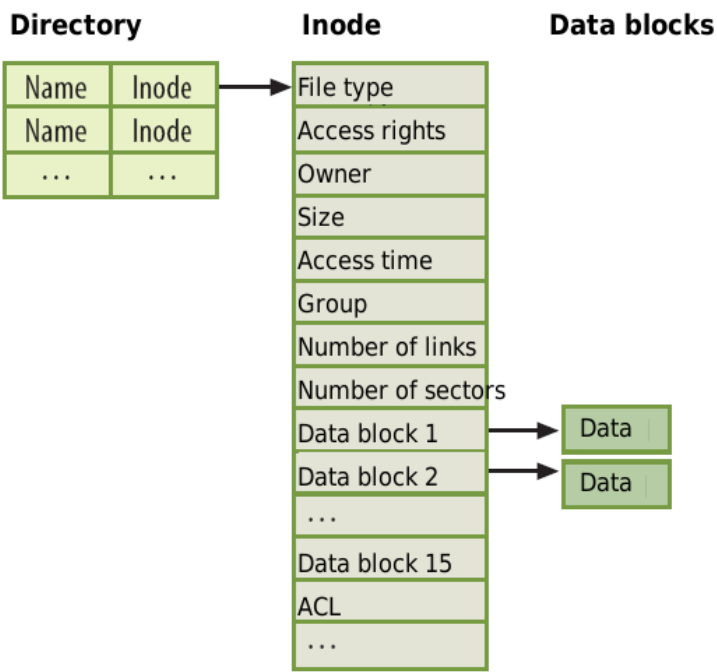 Directory
Inode
Data blocks
Name Inode
Name Inode
... ...
File type
Access rights
Owner
Size
Access time
Group
Number of links
Number of sectors
Data block 1
Data block 2
...
Data block 15
ACL
...
Data
Data